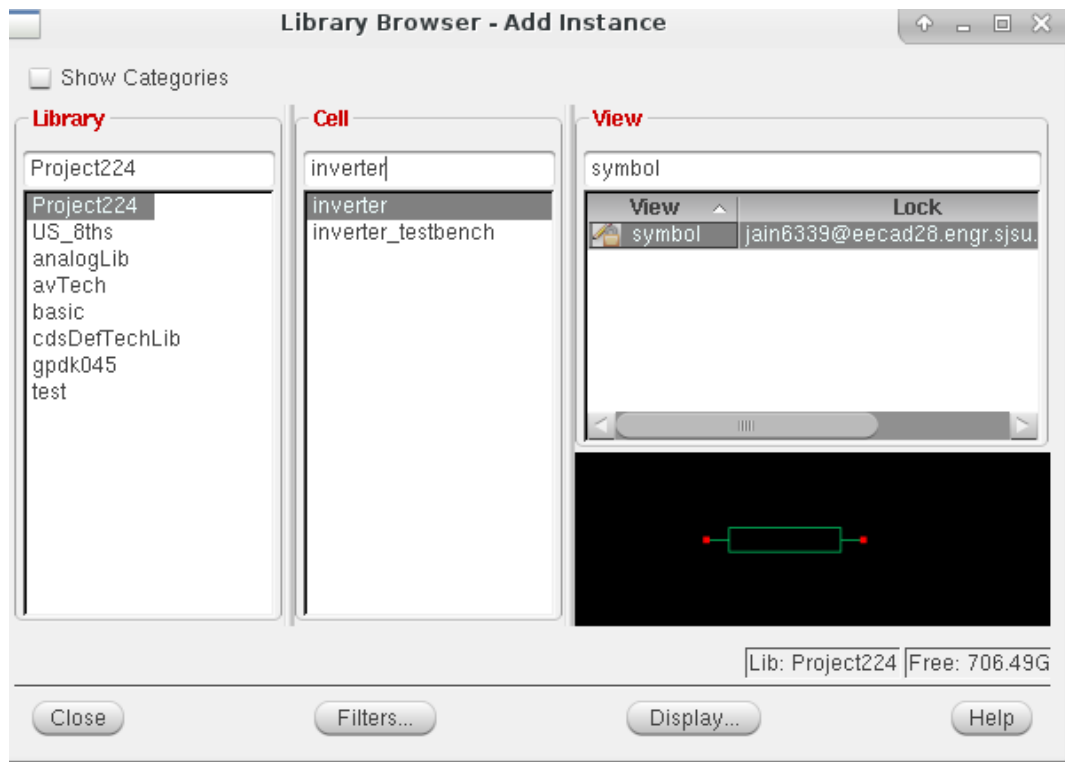 Library Browser - Add Instance
Show Categories
Library
Project224
Project224
US_8ths
analogLib
avTech
basic
cdsDefTechLib
gpdk045
test
Cell
inverter
inverter
inverter_testbench
View
symbol
View Lock
symbol jain6339@eecad28.engr.sjsu.
Lib: Project224 Free: 706.49G
Close Filters... Display... Help